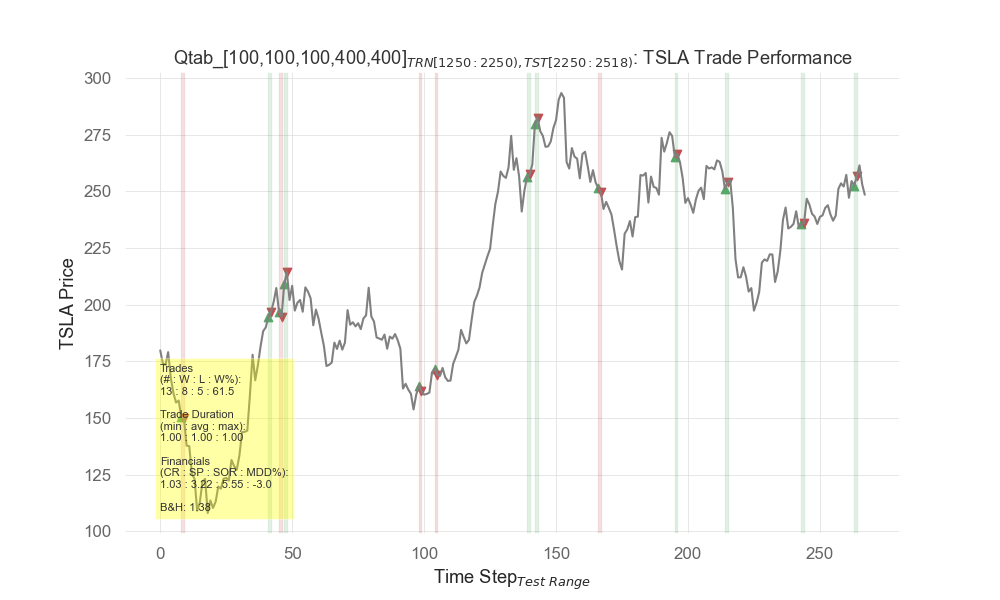 Qtab_[100,100,100,400,400]TRN[1250:2250),TST[2250:2518): TSLA Trade Performance
300
275
250
225
200
175
150
125
100
TSLA Price
Trades
(# : W : L : W%):
13 : 8 : 5 : 61.5
Trade Duration
(min : avg : max):
1.00 : 1.00 : 1.00
Financials
(CR : SP : SOR : MDD%):
1.03 : 3.22 : 5.55 : -3.0
B&H: 1.38
0 50 100 150 200 250
Time Step Test Range